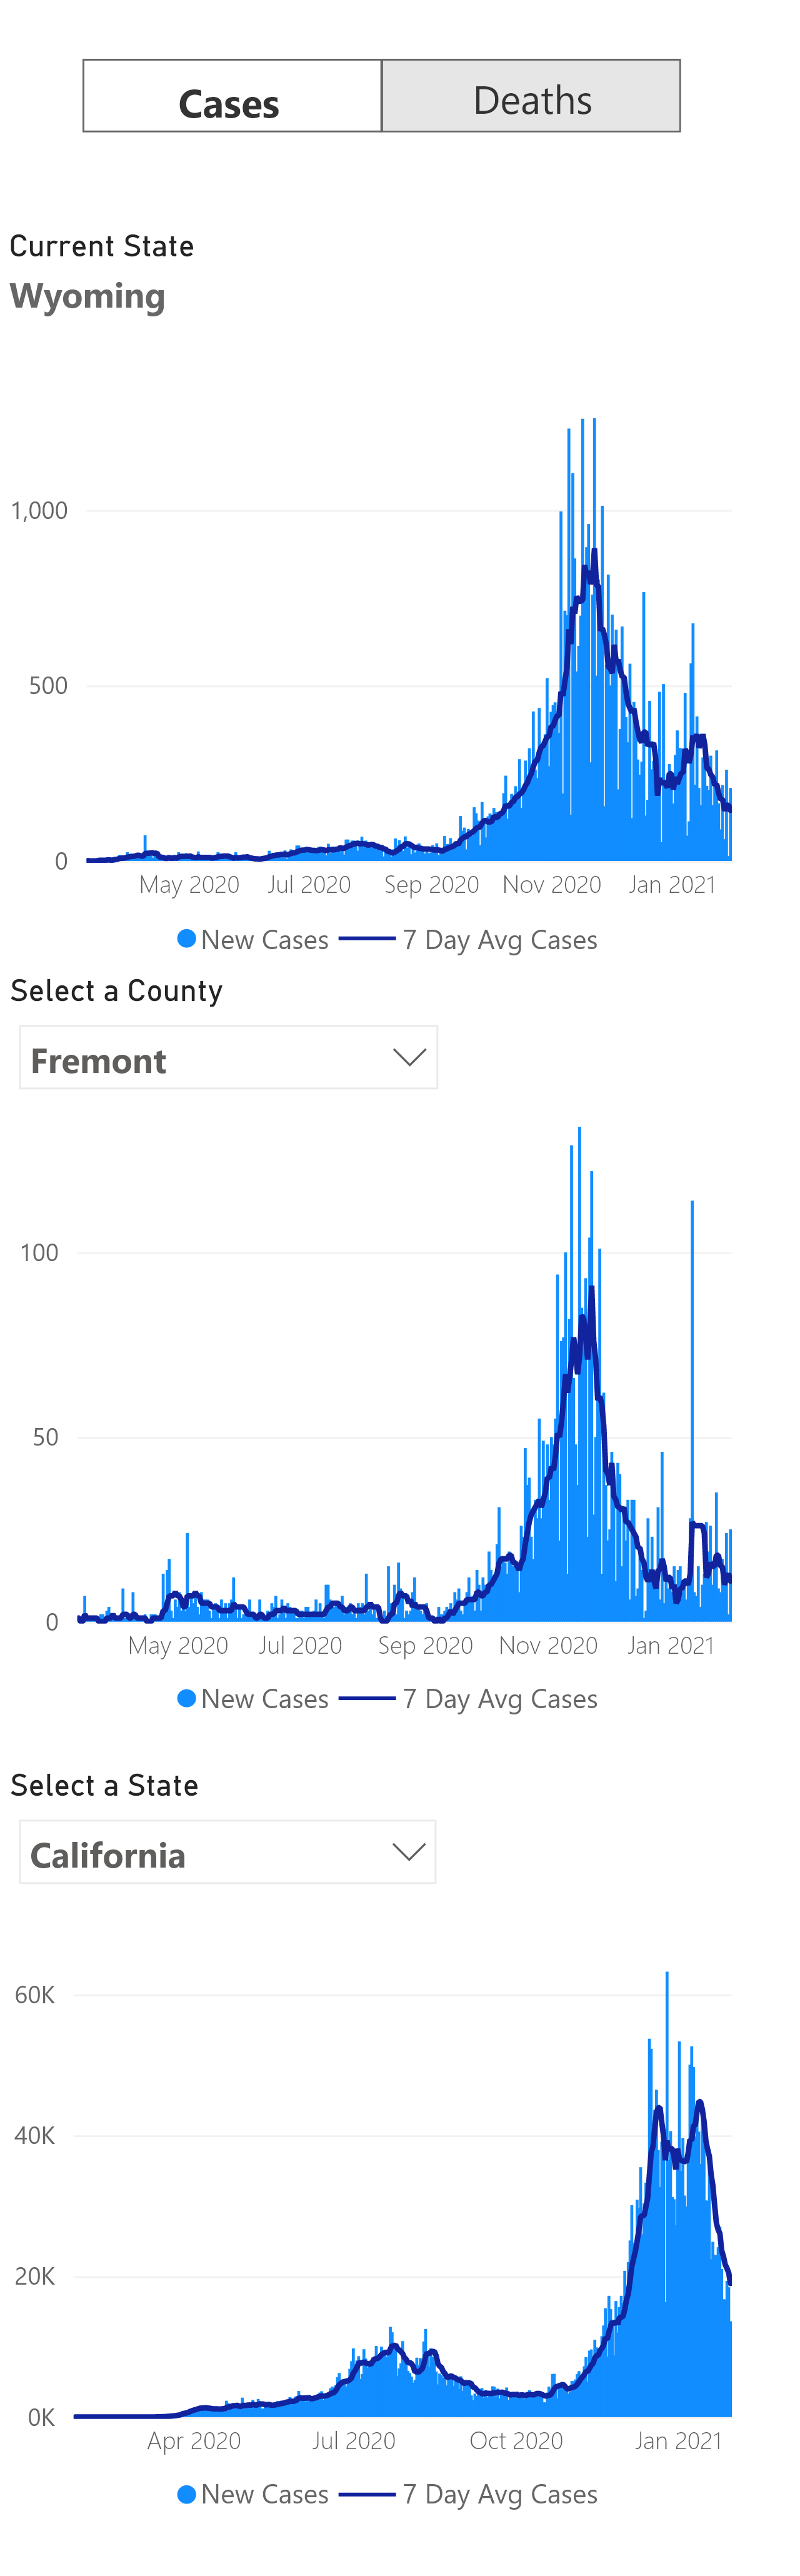 Cases Deaths
Current State
Wyoming
1,000
500
0
May 2020 Jul 2020 Sep 2020 Nov 2020 Jan 2021
New Cases 7 Day Avg Cases
Select a County
Fremont
100
50
0
May 2020 Jul 2020 Sep 2020 Nov 2020 Jan 2021
New Cases 7 Day Avg Cases
Select a State
California
60K
40K
20K
0K
Apr 2020 Jul 2020 Oct 2020 Jan 2021
New Cases 7 Day Avg Cases